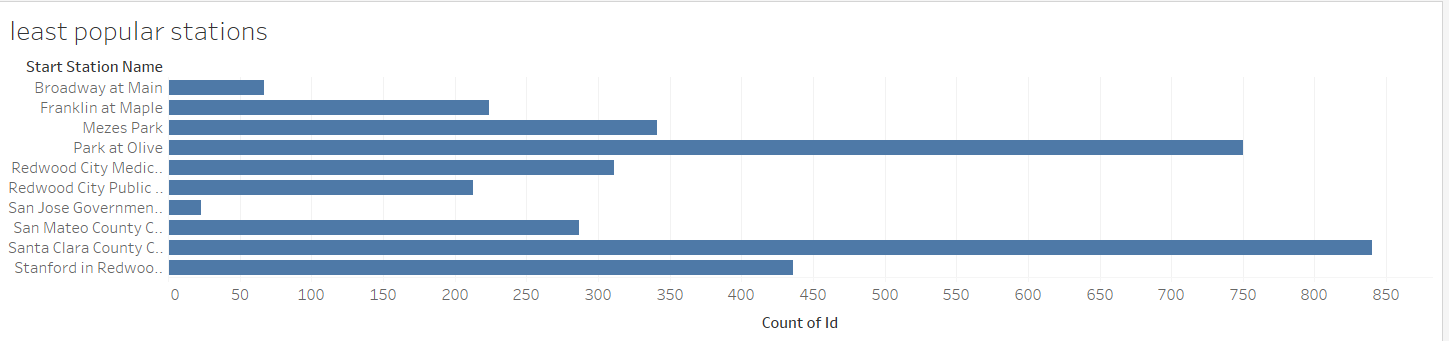 least popular stations
Start Station Name
Broadway at Main
Franklin at Maple
Mezes Park
Park at Olive
Redwood City Medic..
Redwood City Public ..
San Jose Governmen..
San Mateo County C..
Santa Clara County C..
Stanford in Redwoo..
0 50 100 150 200 250 300 350 400 450 500 550 600 650 700 750 800 850
Count of Id